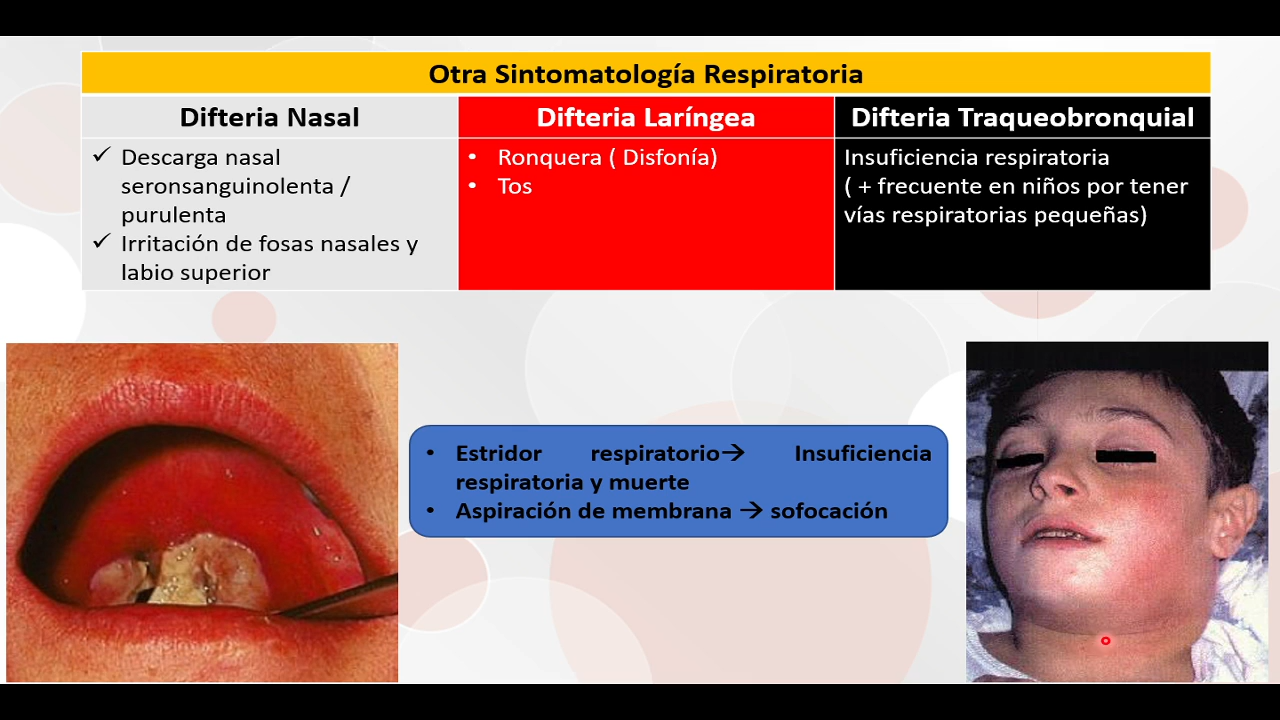 Otra Sintomatología Respiratoria
Difteria Nasal
Difteria Laríngea
Difteria Traqueobronquial
✓ Descarga nasal
seronsanguinolenta /
purulenta
✓ Irritación de fosas nasales y
labio superior
• Ronquera ( Disfonía)
• Tos
Insuficiencia respiratoria
( + frecuente en niños por tener
vías respiratorias pequeñas)
• Estridor respiratorio→ Insuficiencia
respiratoria y muerte
• Aspiración de membrana → sofocación